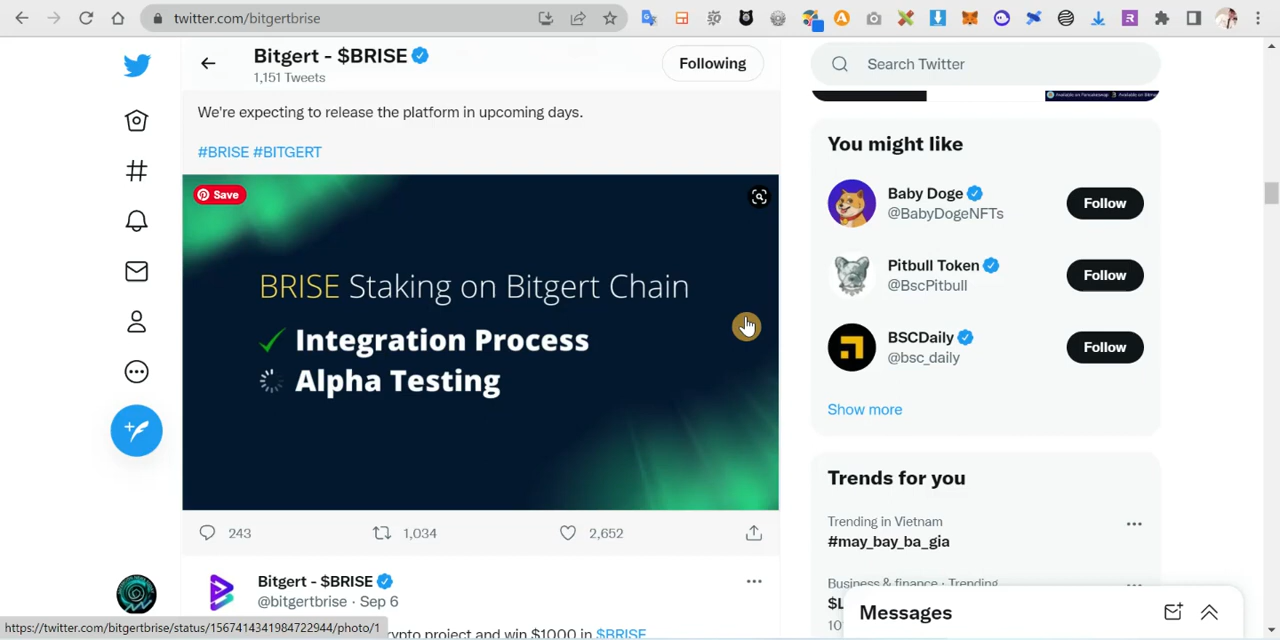 twitter.com/bitgertbrise
Bitgert - $BRISE
1,151 Tweets
Following
Search Twitter
We're expecting to release the platform in upcoming days.
#BRISE #BITGERT
Save
BRISE Staking on Bitgert Chain
Integration Process
Alpha Testing
243
1,034
2,652
Bitgert - $BRISE
@bitgertbrise · Sep 6
crypto project and win $1000 in $BRISE
https://twitter.com/bitgertbrise/status/1567414341984722944/photo/1
You might like
Baby Doge
@BabyDogeNFTs
Follow
Pitbull Token
@BscPitbull
Follow
BSCDaily
@bsc_daily
Follow
Show more
Trends for you
Trending in Vietnam
#may_bay_ba_gia
Business & finance · Trending
Messages